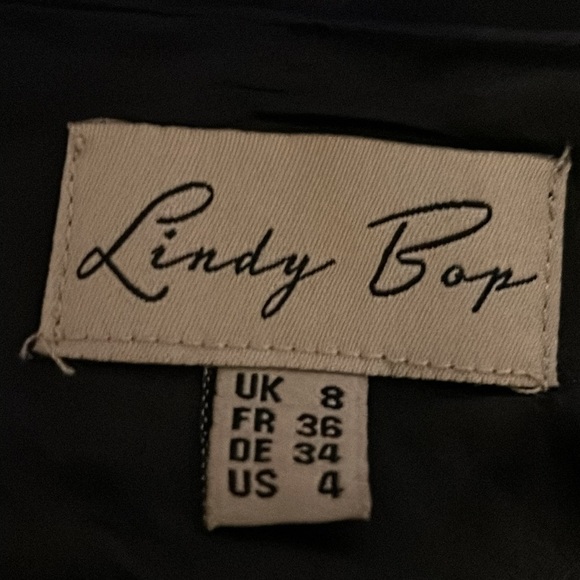 Lindy Bop
UK 8
FR 36
DE 34
US 4